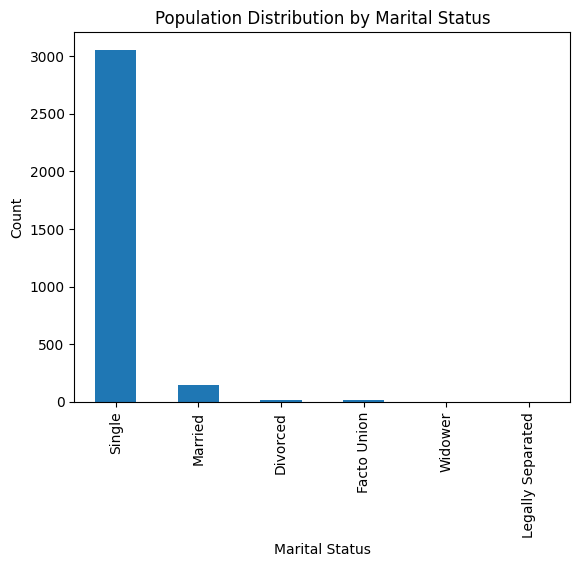 Population Distribution by Marital Status
3000
2500
2000
1500
1000
500
0
Count
Single
Married
Divorced
Facto Union
Widower
Legally Separated
Marital Status